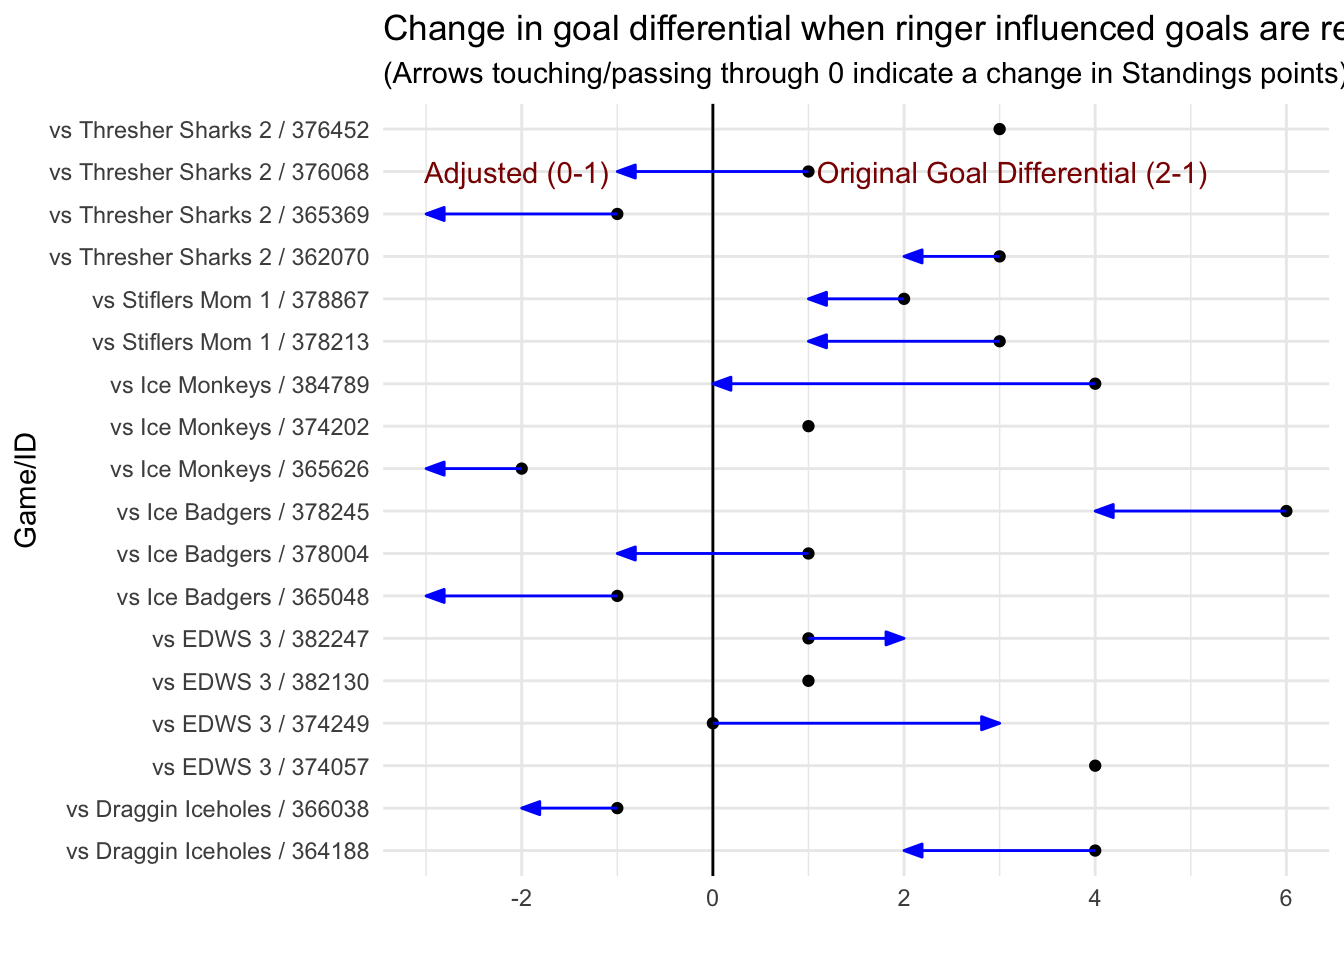 Change in goal differential when ringer influenced goals are re
(Arrows touching/passing through 0 indicate a change in Standings points)
Game/ID
vs Thresher Sharks 2 / 376452
vs Thresher Sharks 2 / 376068
Adjusted (0-1)
Original Goal Differential (2-1)
vs Thresher Sharks 2 / 365369
vs Thresher Sharks 2 / 362070
vs Stiflers Mom 1 / 378867
vs Stiflers Mom 1 / 378213
vs Ice Monkeys / 384789
vs Ice Monkeys / 374202
vs Ice Monkeys / 365626
vs Ice Badgers / 378245
vs Ice Badgers / 378004
vs Ice Badgers / 365048
vs EDWS 3 / 382247
vs EDWS 3 / 382130
vs EDWS 3 / 374249
vs EDWS 3 / 374057
vs Draggin Iceholes / 366038
vs Draggin Iceholes / 364188
-2 0 2 4 6